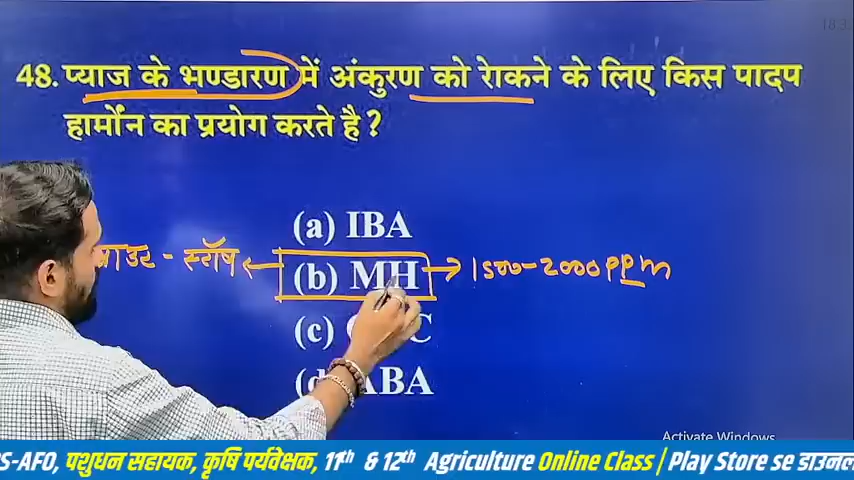 48. प्याज के भण्डारण में अंकुरण को रोकने के लिए किस पादप
हार्मोन का प्रयोग करते है ?
(a) IBA
स्टॉप ← (b) MH → 1500-2000 ppm
(c)
(d) ABA
Activate Windows
S-AFO, पशुधन सहायक, कृषि पर्यवेक्षक, 11th & 12th Agriculture Online Class | Play Store se